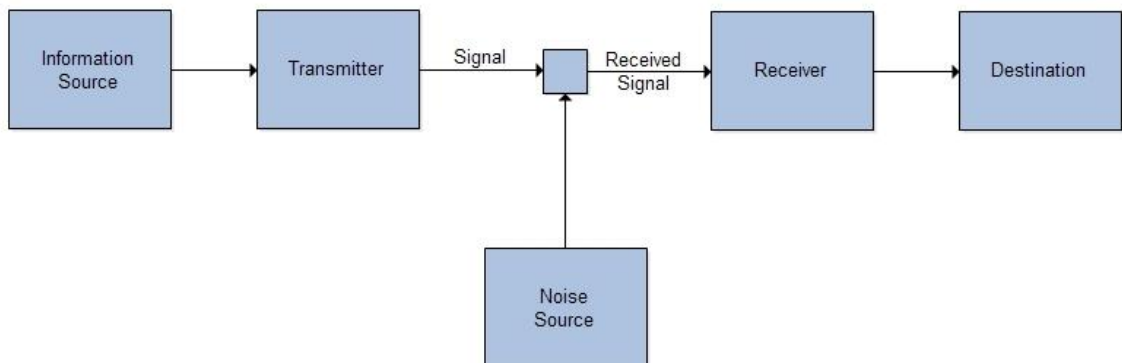 Information
Source
Transmitter
Signal
Received
Signal
Receiver
Destination
Noise
Source